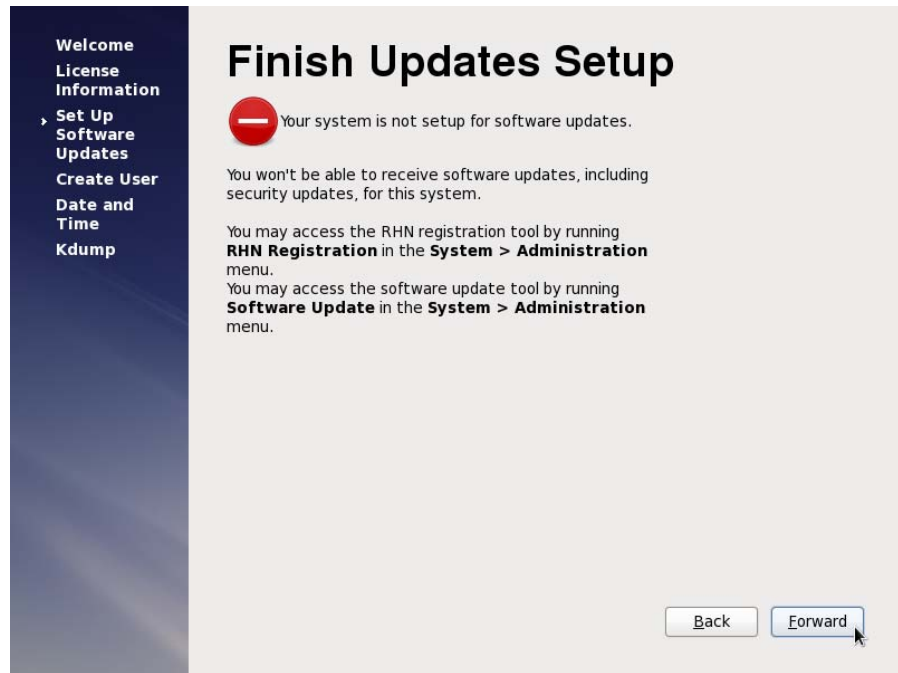 Welcome
License
Information
Set Up
Software
Updates
Create User
Date and
Time
Kdump
Finish Updates Setup
Your system is not setup for software updates.
You won't be able to receive software updates, including
security updates, for this system.
You may access the RHN registration tool by running
RHN Registration in the System > Administration
menu.
You may access the software update tool by running
Software Update in the System > Administration
menu.
Back
Forward